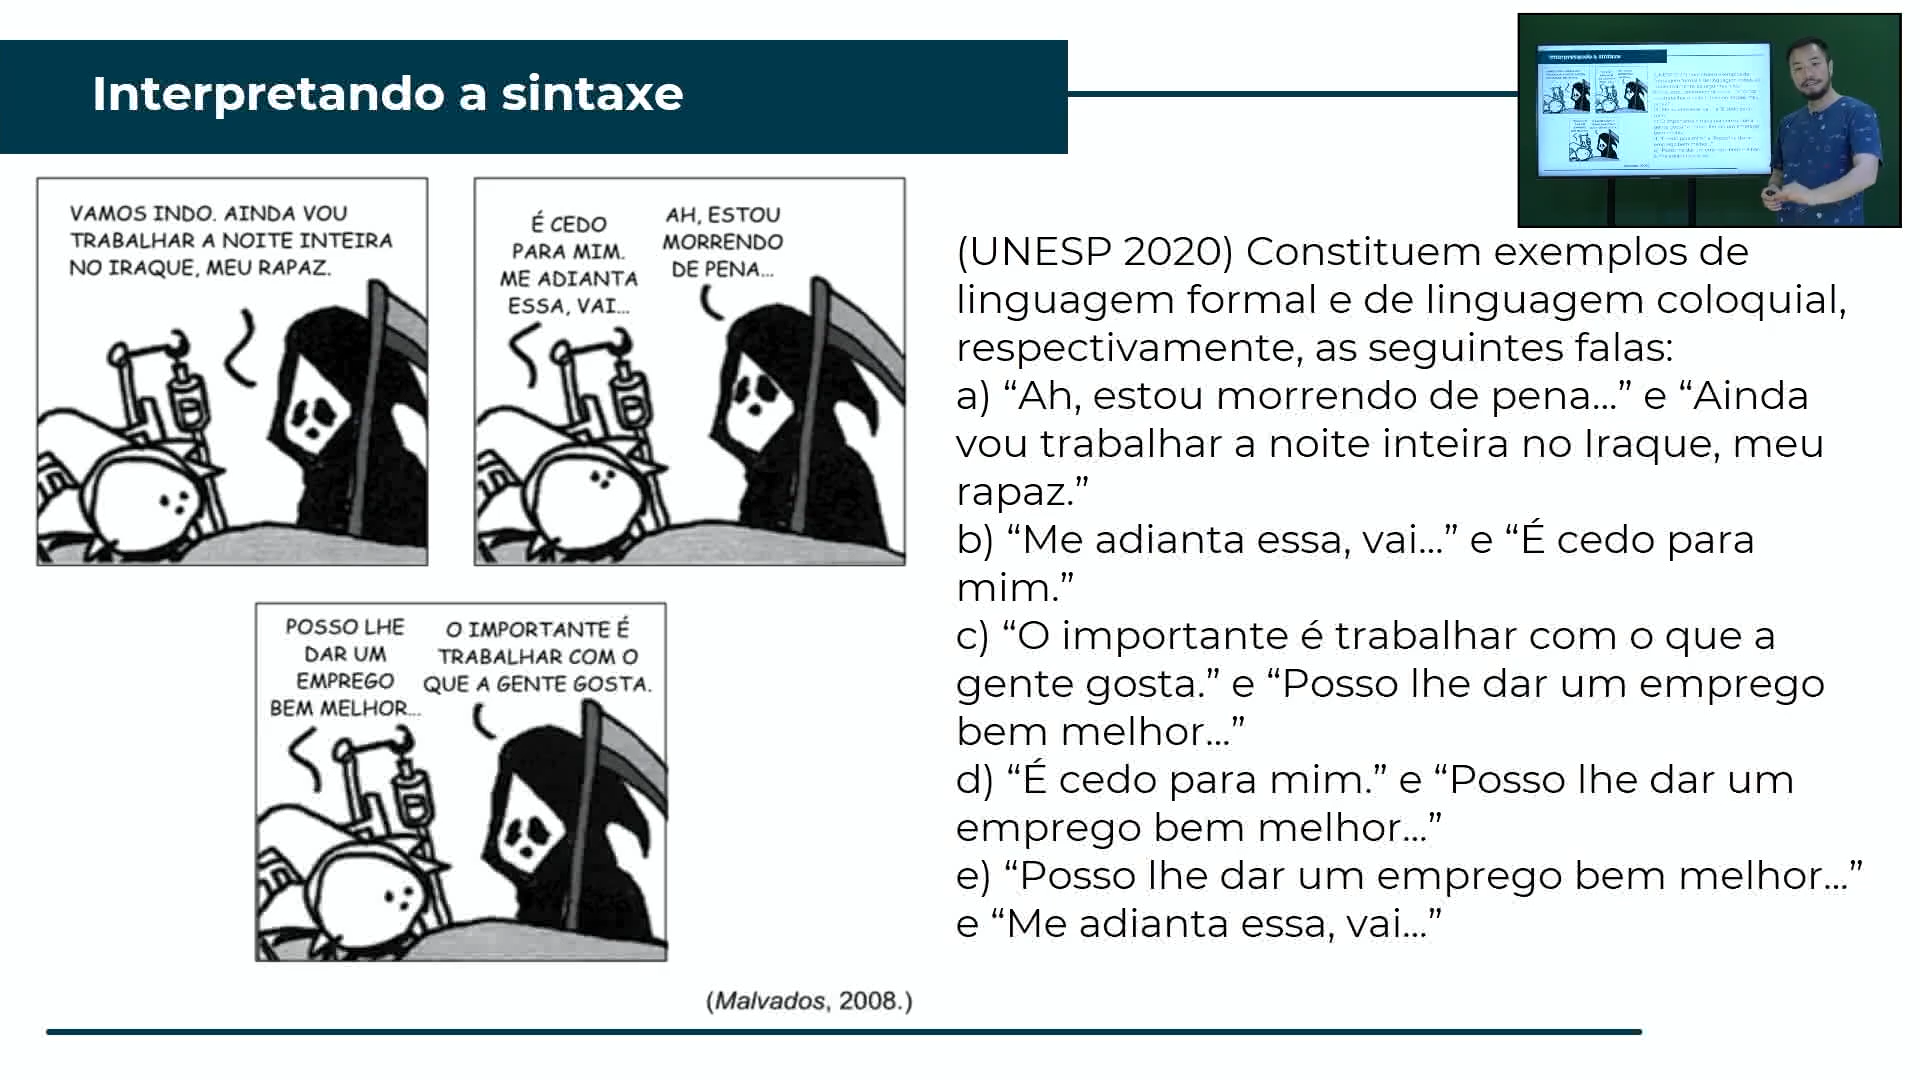 Interpretando a sintaxe
VAMOS INDO. AINDA VOU
TRABALHAR A NOITE INTEIRA
NO IRAQUE, MEU RAPAZ.
É CEDO
PARA MIM.
ME ADIANTA
ESSA, VAI...
AH, ESTOU
MORRENDO
DE PENA...
POSSO LHE
DAR UM
EMPREGO
BEM MELHOR...
O IMPORTANTE É
TRABALHAR COM O
QUE A GENTE GOSTA.
(Malvados, 2008.)
(UNESP 2020) Constituem exemplos de
linguagem formal e de linguagem coloquial,
respectivamente, as seguintes falas:
a) “Ah, estou morrendo de pena...” e “Ainda
vou trabalhar a noite inteira no Iraque, meu
rapaz.”
b) “Me adianta essa, vai...” e “É cedo para
mim.”
c) “O importante é trabalhar com o que a
gente gosta.” e “Posso lhe dar um emprego
bem melhor...”
d) “É cedo para mim.” e “Posso lhe dar um
emprego bem melhor...”
e) “Posso lhe dar um emprego bem melhor...”
e “Me adianta essa, vai...”
Interpretando a sintaxe